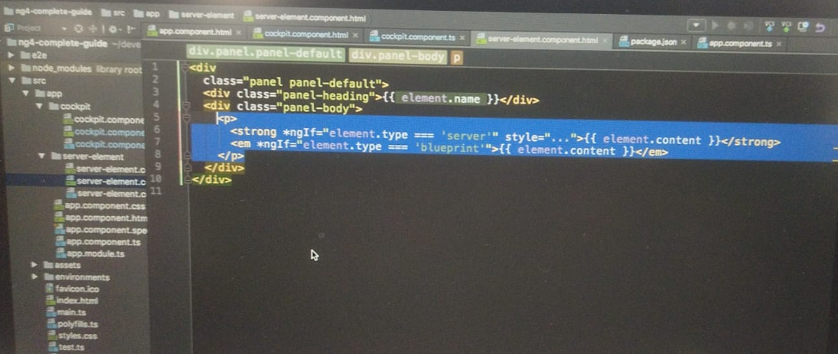 ng4-complete-guide src app server-element server-element.component.html
Project
app.component.html cockpit.component.html cockpit.component.ts server-element.component.html package.json app.component.ts
div.panel.panel-default div.panel-body p
ng4-complete-guide
e2e
node_modules library root
src
app
cockpit
cockpit.compone
cockpit.compone
cockpit.compone
server-element
server-element.c
server-element.c
server-element.c
app.component.css
app.component.htm
app.component.spe
app.component.ts
app.module.ts
assets
environments
favicon.ico
index.html
main.ts
polyfills.ts
styles.css
test.ts
1 <div
2 class="panel panel-default">
3 <div class="panel-heading">{{ element.name }}</div>
4 <div class="panel-body">
5 <p>
6 <strong *ngIf="element.type === 'server'" style="...">{{ element.content }}</strong>
7 <em *ngIf="element.type === 'blueprint'">{{ element.content }}</em>
8 </p>
9 </div>
10 </div>
11